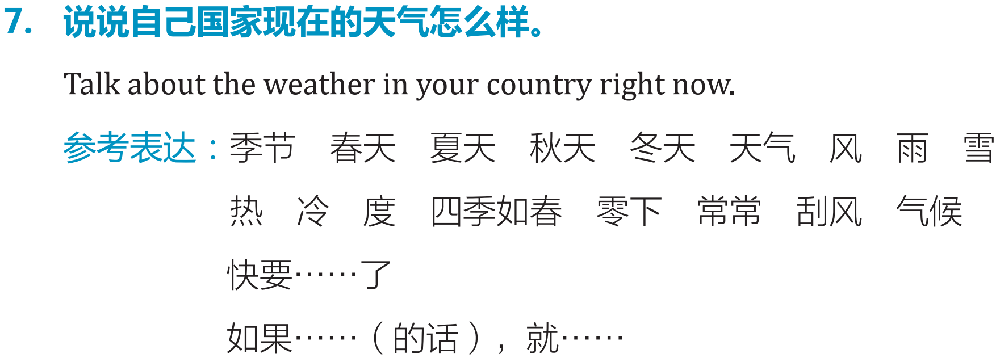 7. 说说自己国家现在的天气怎么样。
Talk about the weather in your country right now.
参考表达：季节 春天 夏天 秋天 冬天 天气 风 雨 雪
热 冷 度 四季如春 零下 常常 刮风 气候
快要……了
如果……（的话），就……